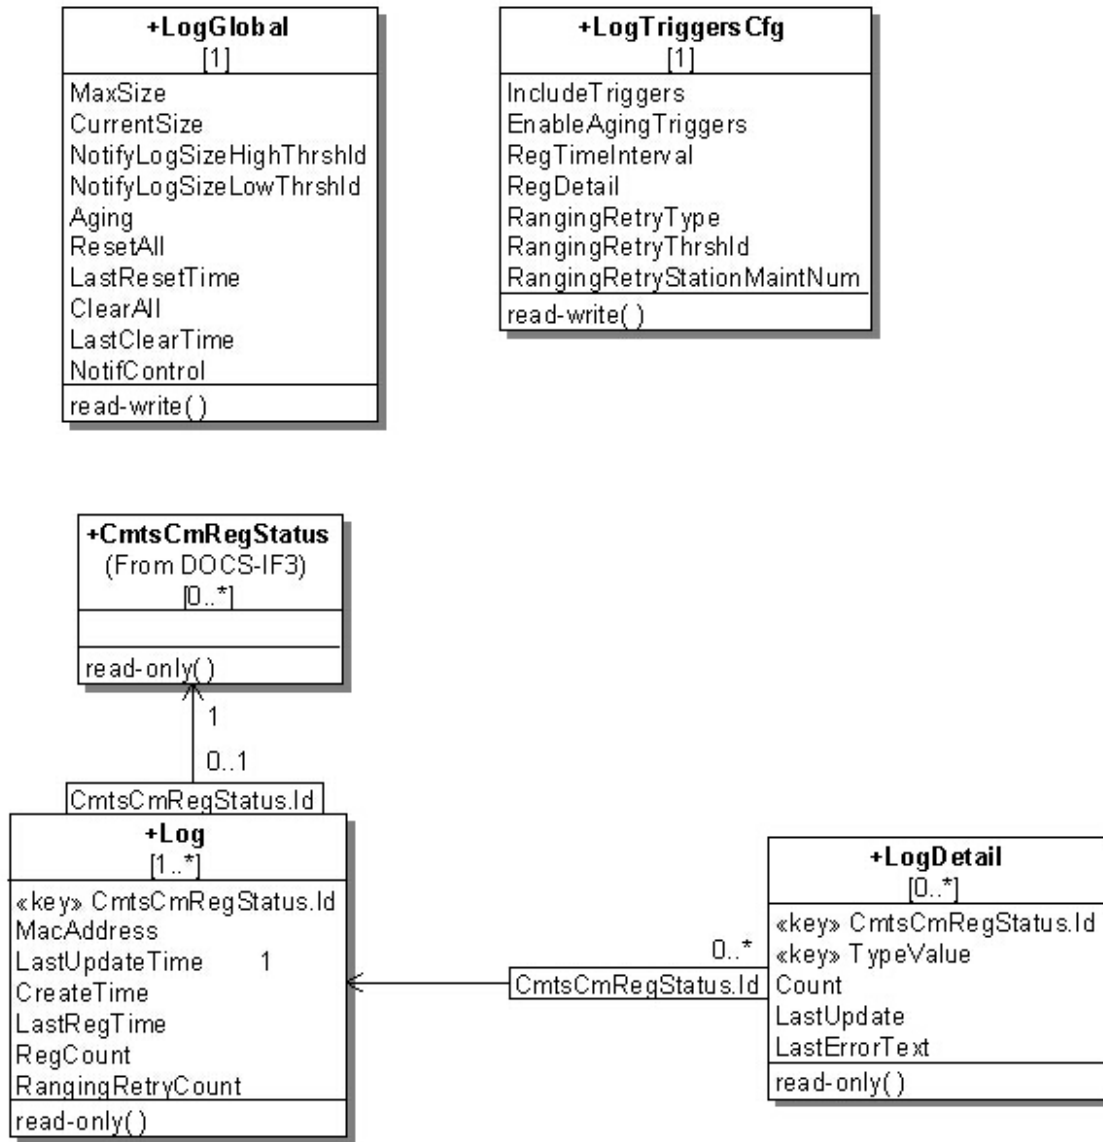 +LogGlobal
[1]
MaxSize
CurrentSize
NotifyLogSizeHighThrshld
NotifyLogSizeLowThrshld
Aging
ResetAll
LastResetTime
ClearAll
LastClearTime
NotifControl
read-write()
+LogTriggersCfg
[1]
IncludeTriggers
EnableAgingTriggers
RegTimeInterval
RegDetail
RangingRetryType
RangingRetryThrshld
RangingRetryStationMaintNum
read-write()
+CmtsCmRegStatus
(From DOCS-IF3)
[0..*]
read-only()
1
0..1
CmtsCmRegStatus.Id
+Log
[1..*]
«key» CmtsCmRegStatus.Id
MacAddress
LastUpdateTime 1
CreateTime
LastRegTime
RegCount
RangingRetryCount
read-only()
0..*
CmtsCmRegStatus.Id
+LogDetail
[0..*]
«key» CmtsCmRegStatus.Id
«key» TypeValue
Count
LastUpdate
LastErrorText
read-only()